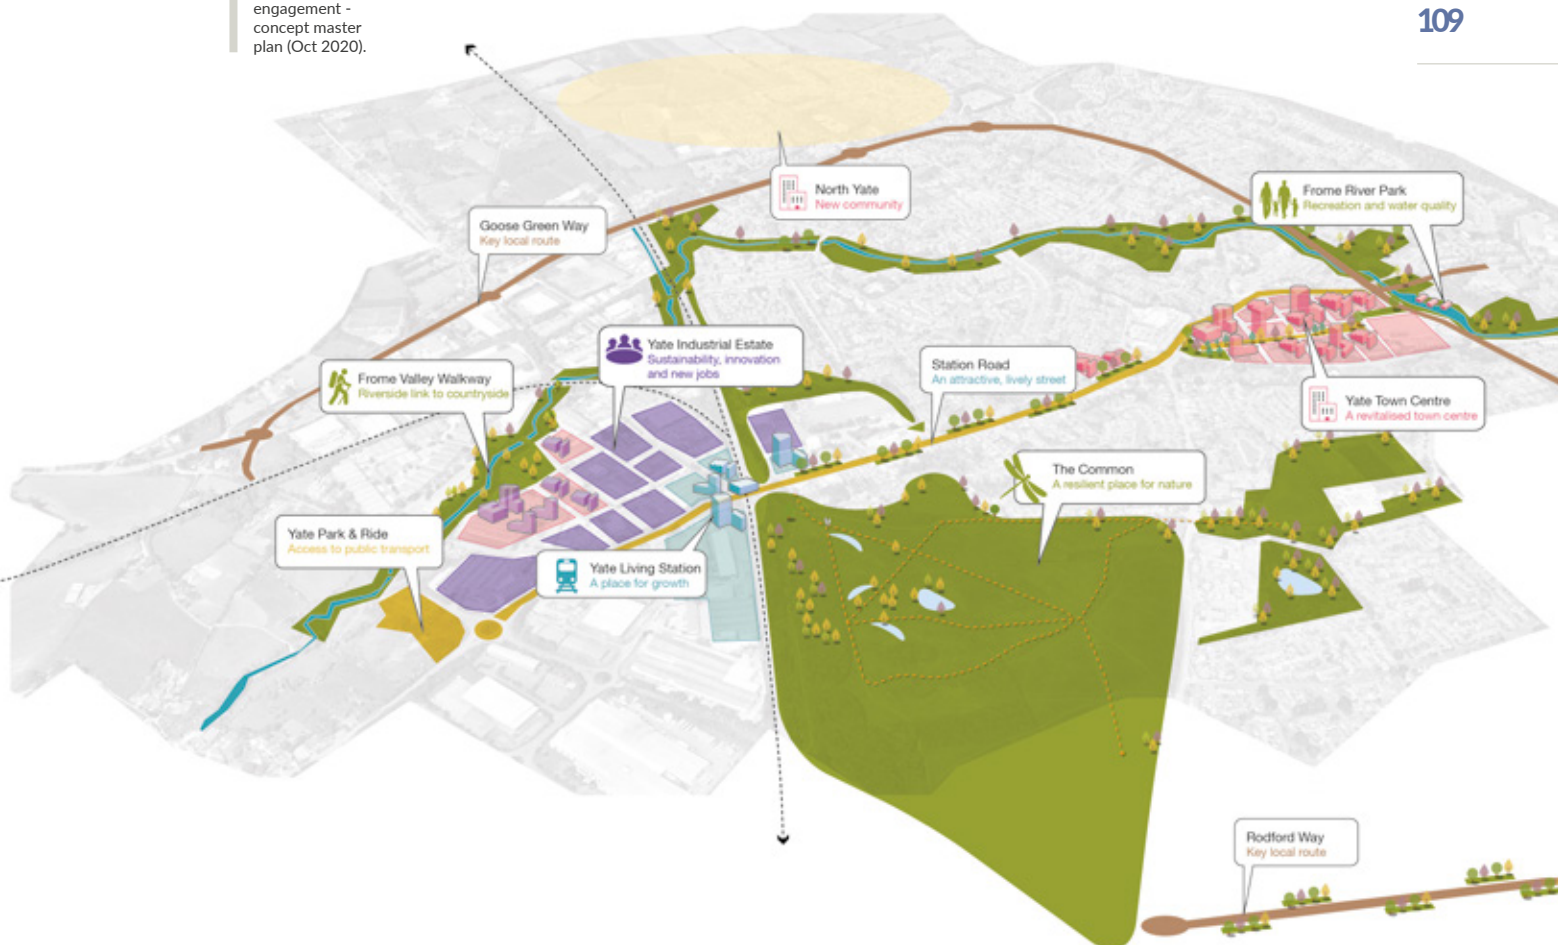 engagement -
concept master
plan (Oct 2020).
109
North Yate
New community
Frome River Park
Recreation and water quality
Goose Green Way
Key local route
Yate Industrial Estate
Sustainability, innovation
and new jobs
Frome Valley Walkway
Riverside link to countryside
Station Road
An attractive, lively street
Yate Town Centre
A revitalised town centre
The Common
A resilient place for nature
Yate Park & Ride
Access to public transport
Yate Living Station
A place for growth
Rodford Way
Key local route